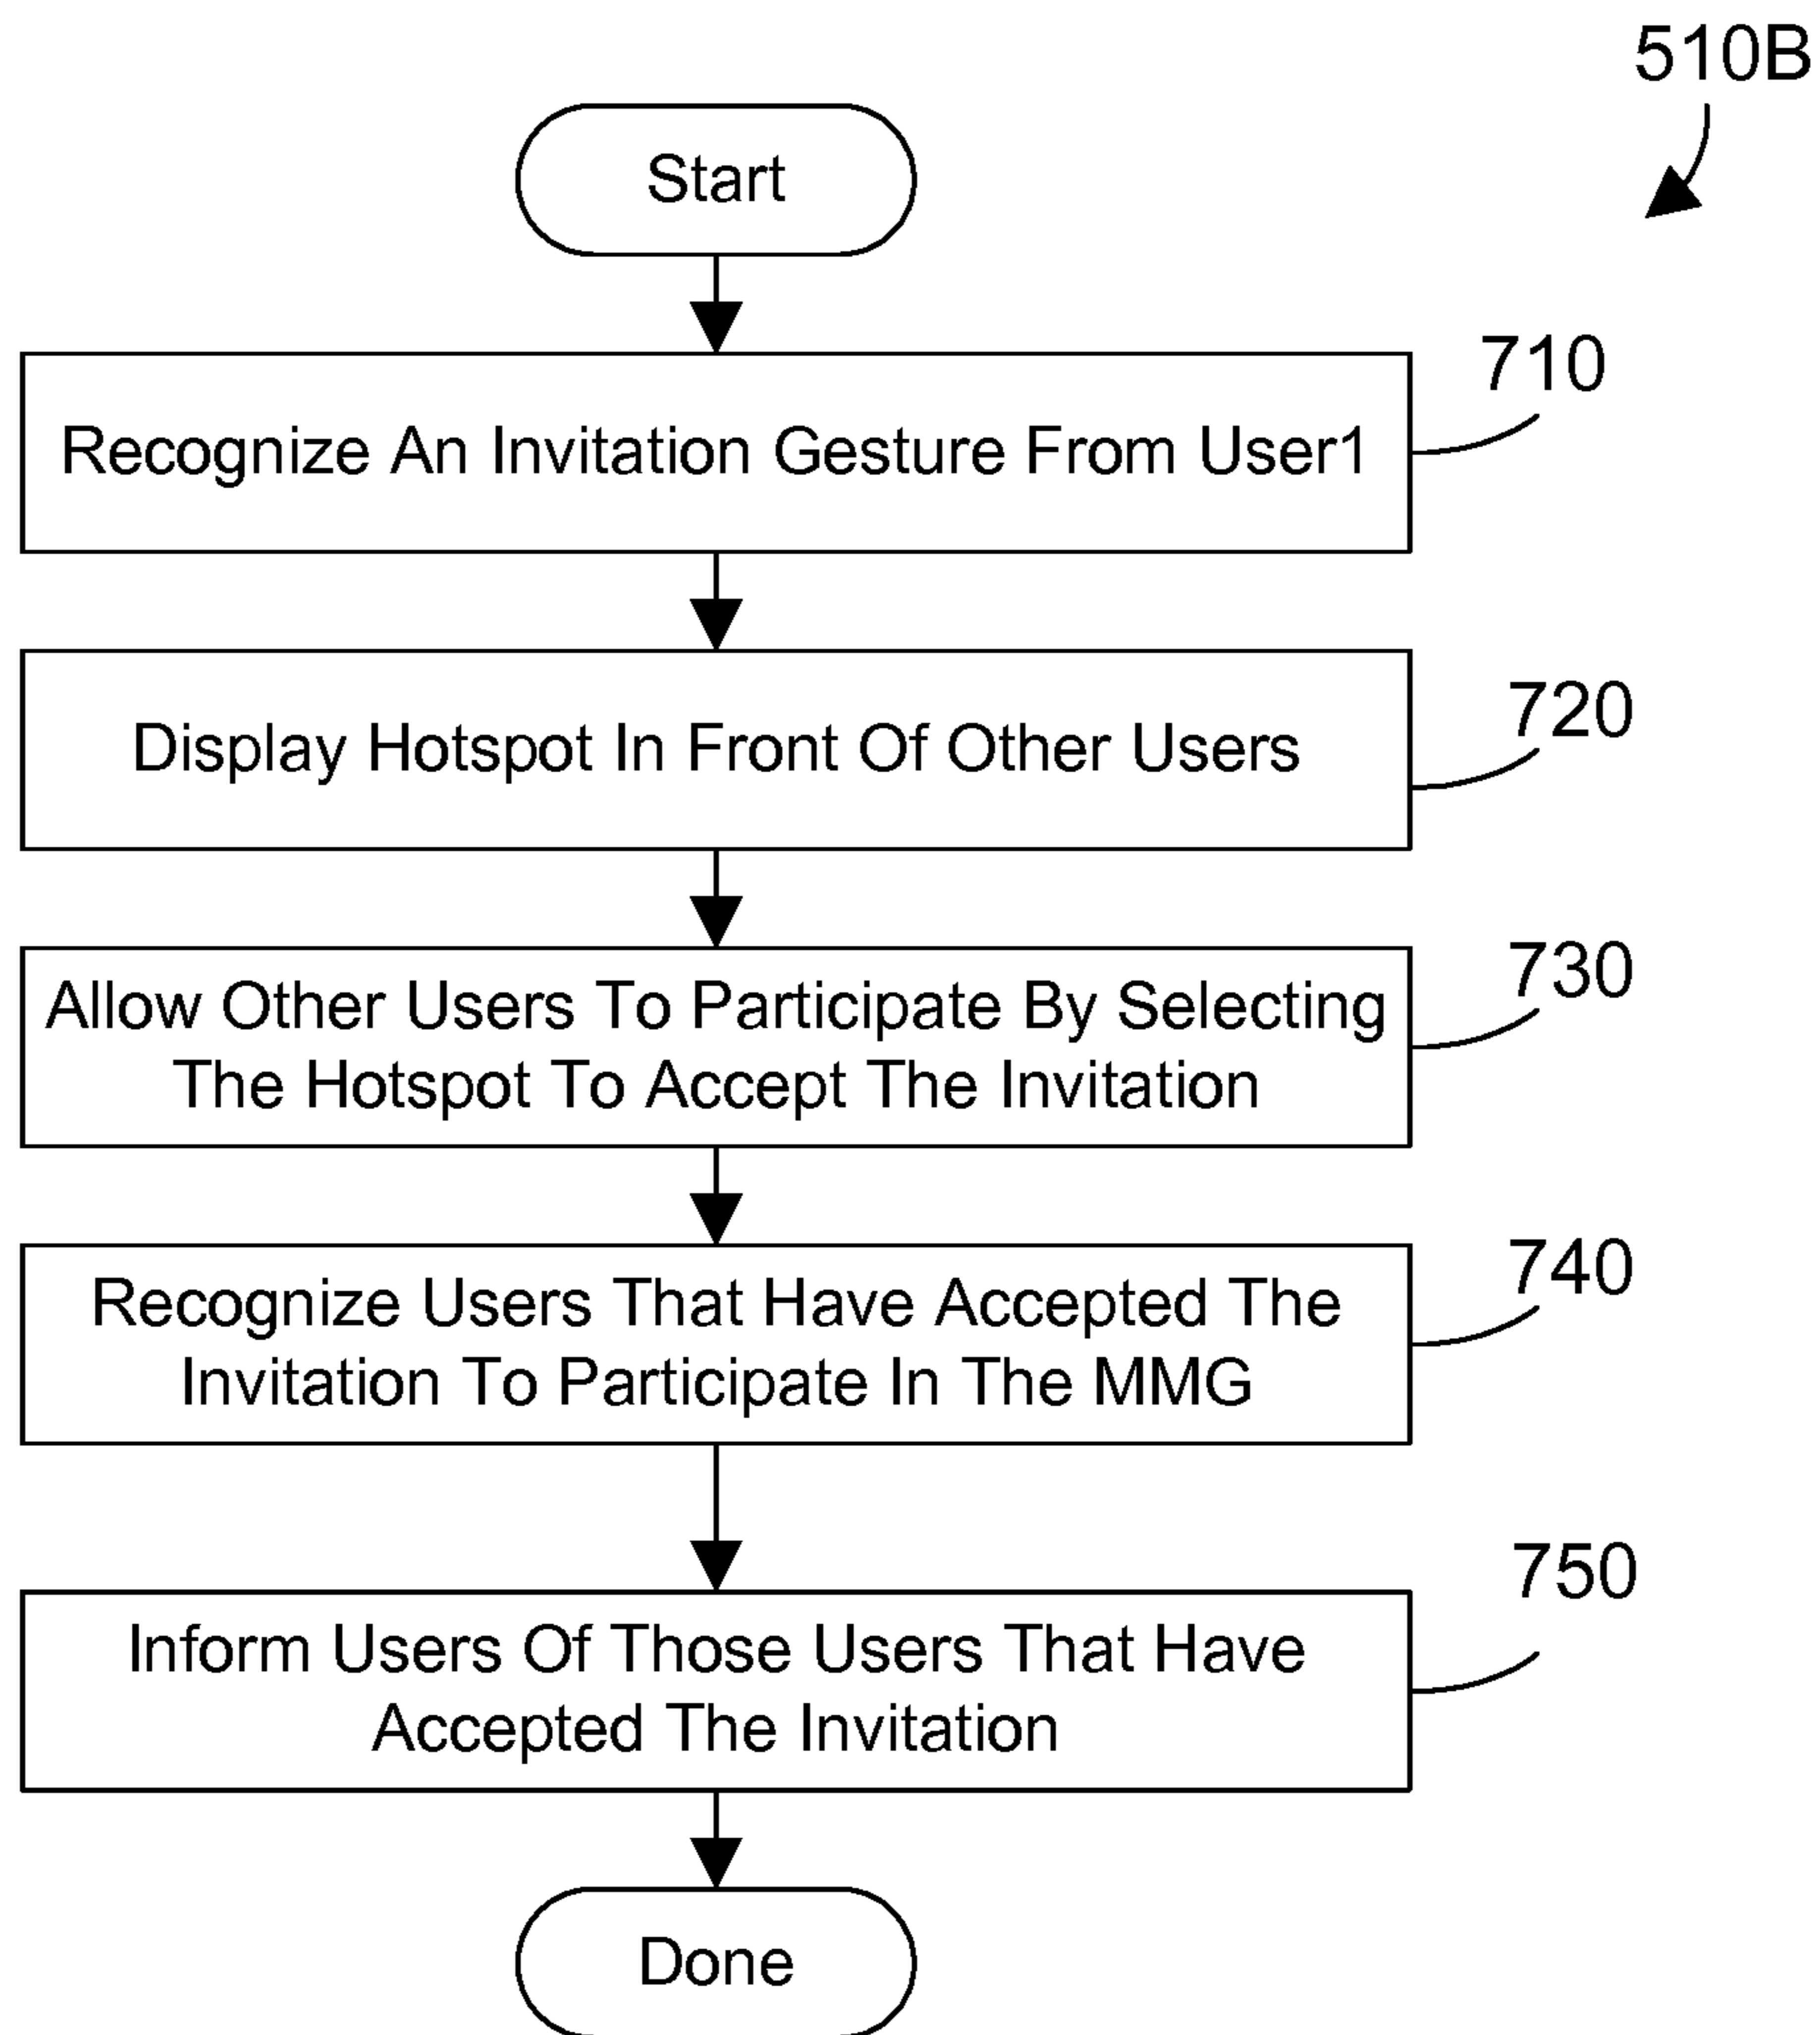 510B
Start
710
Recognize An Invitation Gesture From User1
720
Display Hotspot In Front Of Other Users
730
Allow Other Users To Participate By Selecting
The Hotspot To Accept The Invitation
740
Recognize Users That Have Accepted The
Invitation To Participate In The MMG
750
Inform Users Of Those Users That Have
Accepted The Invitation
Done